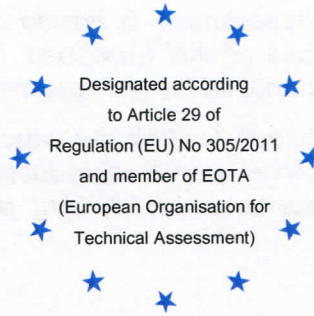 Designated according
to Article 29 of
Regulation (EU) No 305/2011
and member of EOTA
(European Organisation for
Technical Assessment)